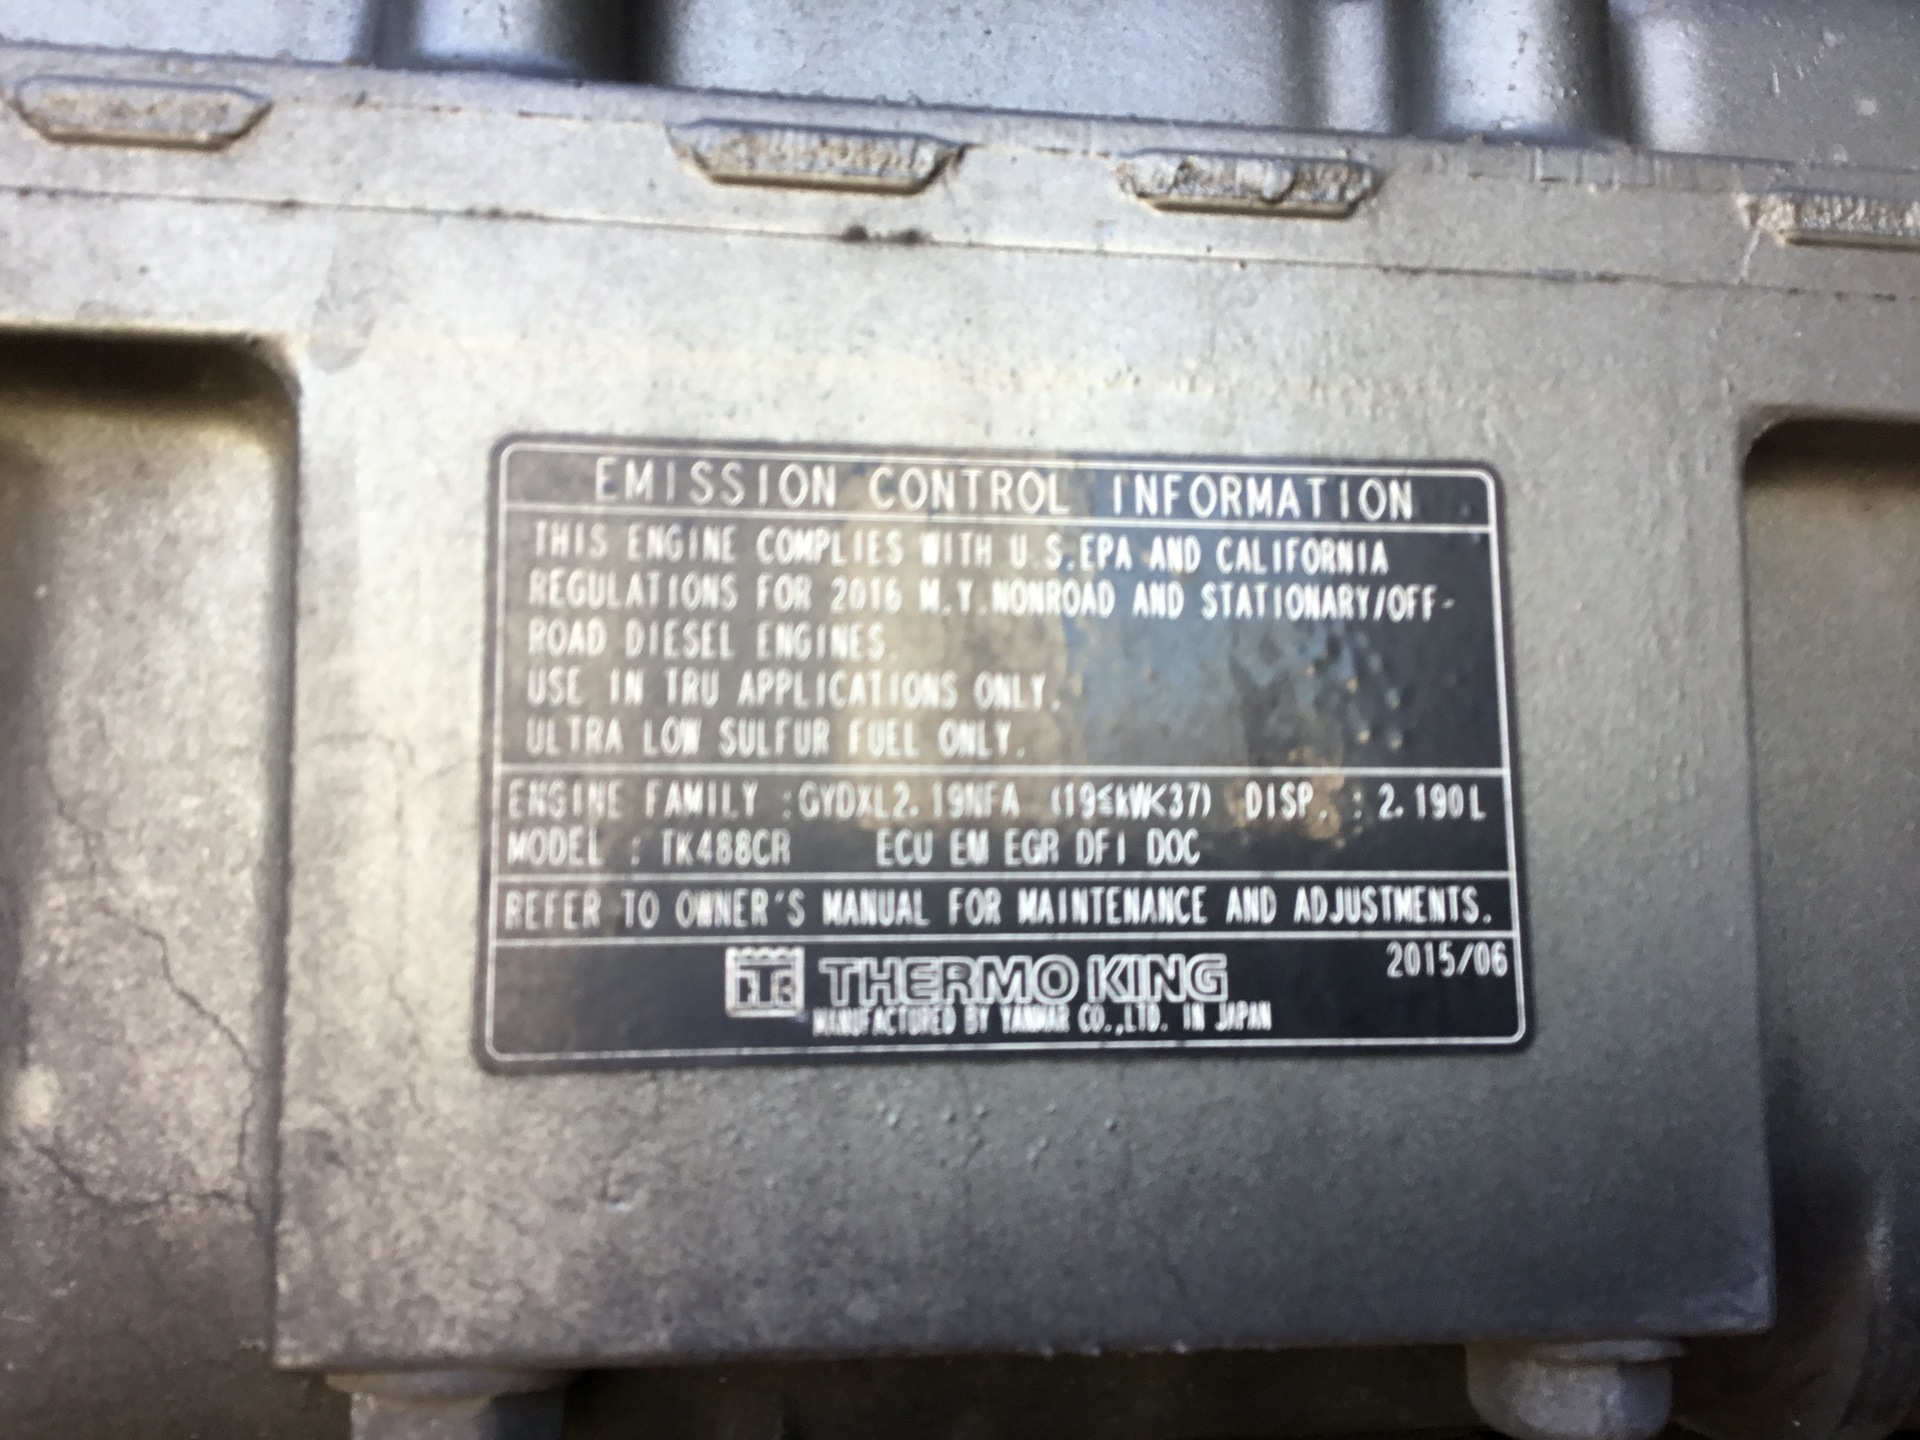 EMISSION CONTROL INFORMATION
THIS ENGINE COMPLIES WITH U.S.EPA AND CALIFORNIA
REGULATIONS FOR 2016 M.Y.NONROAD AND STATIONARY/OFF-
ROAD DIESEL ENGINES.
USE IN TRU APPLICATIONS ONLY.
ULTRA LOW SULFUR FUEL ONLY.
ENGINE FAMILY :GYDXL2.19NFA (19≤kW<37) DISP. : 2.190L
MODEL : TK488CR ECU EM EGR DFI DOC
REFER TO OWNER'S MANUAL FOR MAINTENANCE AND ADJUSTMENTS.
2015/06
TK THERMO KING
MANUFACTURED BY YANMAR CO.,LTD. IN JAPAN